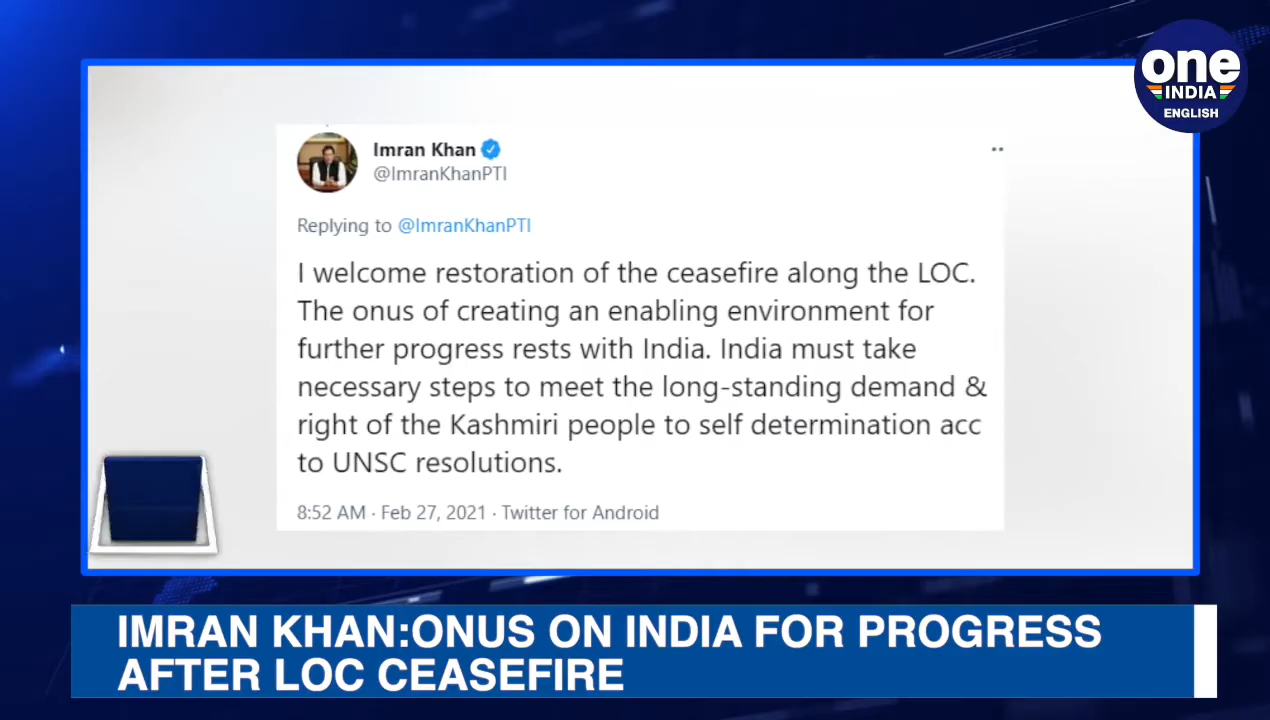 one
INDIA
ENGLISH
Imran Khan
@ImranKhanPTI
Replying to @ImranKhanPTI
I welcome restoration of the ceasefire along the LOC.
The onus of creating an enabling environment for
further progress rests with India. India must take
necessary steps to meet the long-standing demand &
right of the Kashmiri people to self determination acc
to UNSC resolutions.
8:52 AM · Feb 27, 2021 · Twitter for Android
IMRAN KHAN:ONUS ON INDIA FOR PROGRESS
AFTER LOC CEASEFIRE